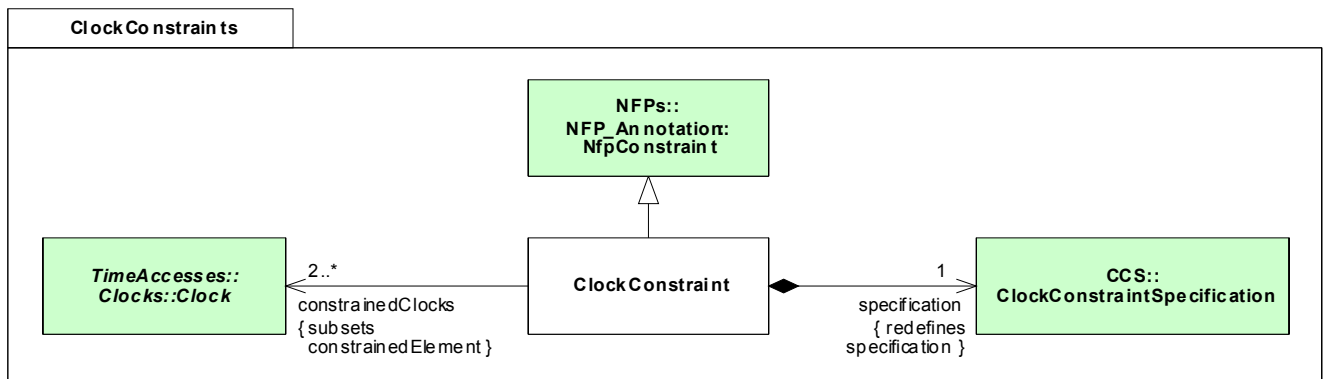 ClockConstraints
NFPs::
NFP_Annotation::
NfpConstraint
TimeAccesses::
Clocks::Clock
2..*
constrainedClocks
{ subsets
constrainedElement }
ClockConstraint
1
specification
{ redefines
specification }
CCS::
ClockConstraintSpecification